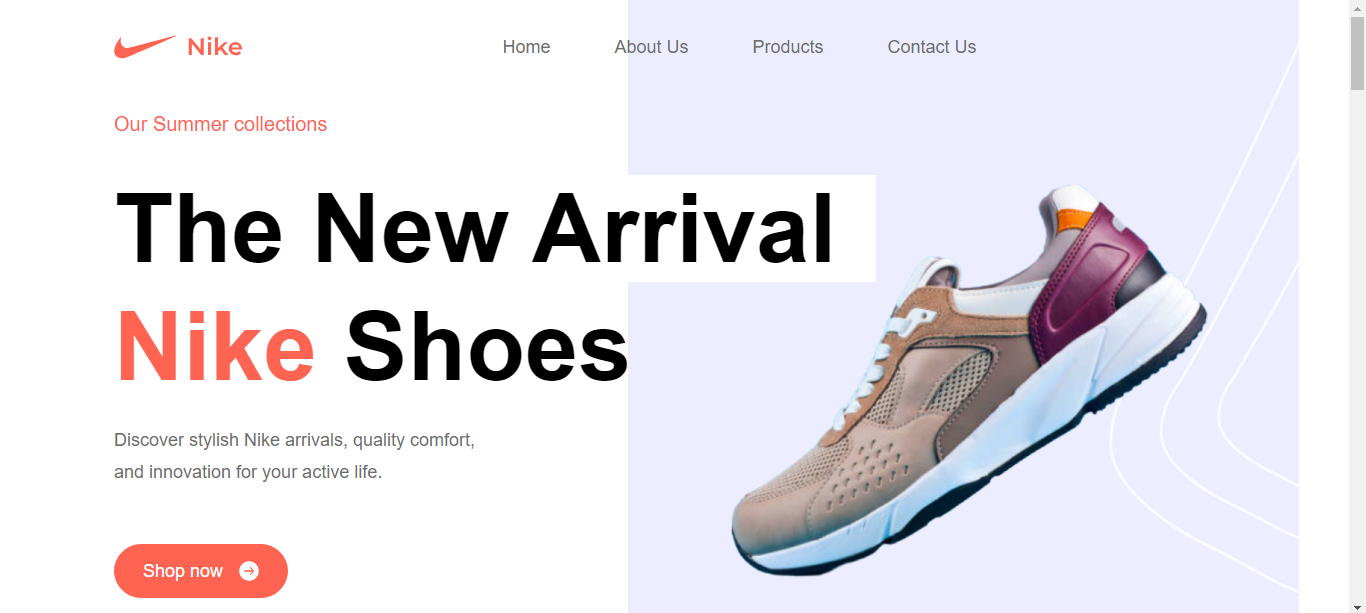 Nike
Home
About Us
Products
Contact Us
Our Summer collections
The New Arrival
Nike Shoes
Discover stylish Nike arrivals, quality comfort,
and innovation for your active life.
Shop now